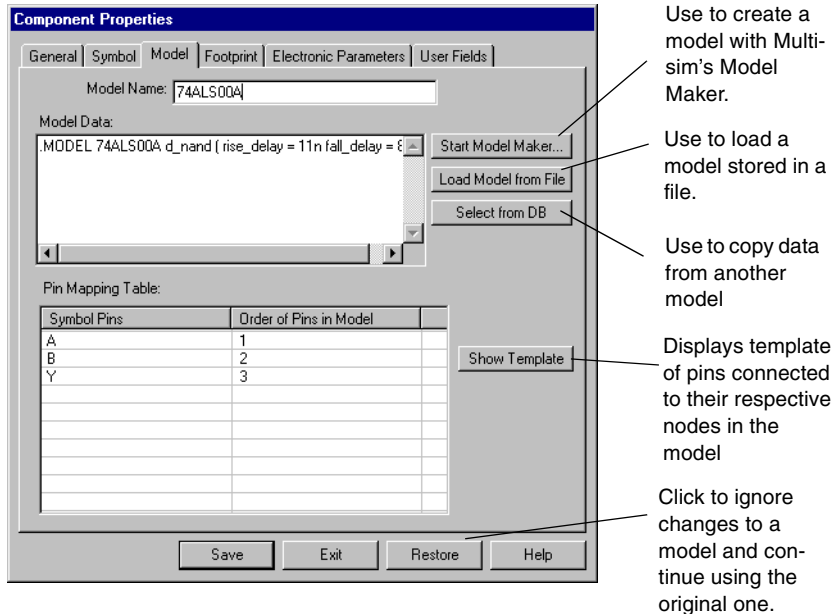 Component Properties
General Symbol Model Footprint Electronic Parameters User Fields
Model Name: 74ALS00A
Model Data:
.MODEL 74ALS00A d_nand ( rise_delay = 11n fall_delay =
Start Model Maker...
Load Model from File
Select from DB
Pin Mapping Table:
Symbol Pins Order of Pins in Model
A 1
B 2
Y 3
Show Template
Save Exit Restore Help
Use to create a
model with Multi-
sim’s Model
Maker.
Use to load a
model stored in a
file.
Use to copy data
from another
model
Displays template
of pins connected
to their respective
nodes in the
model
Click to ignore
changes to a
model and con-
tinue using the
original one.